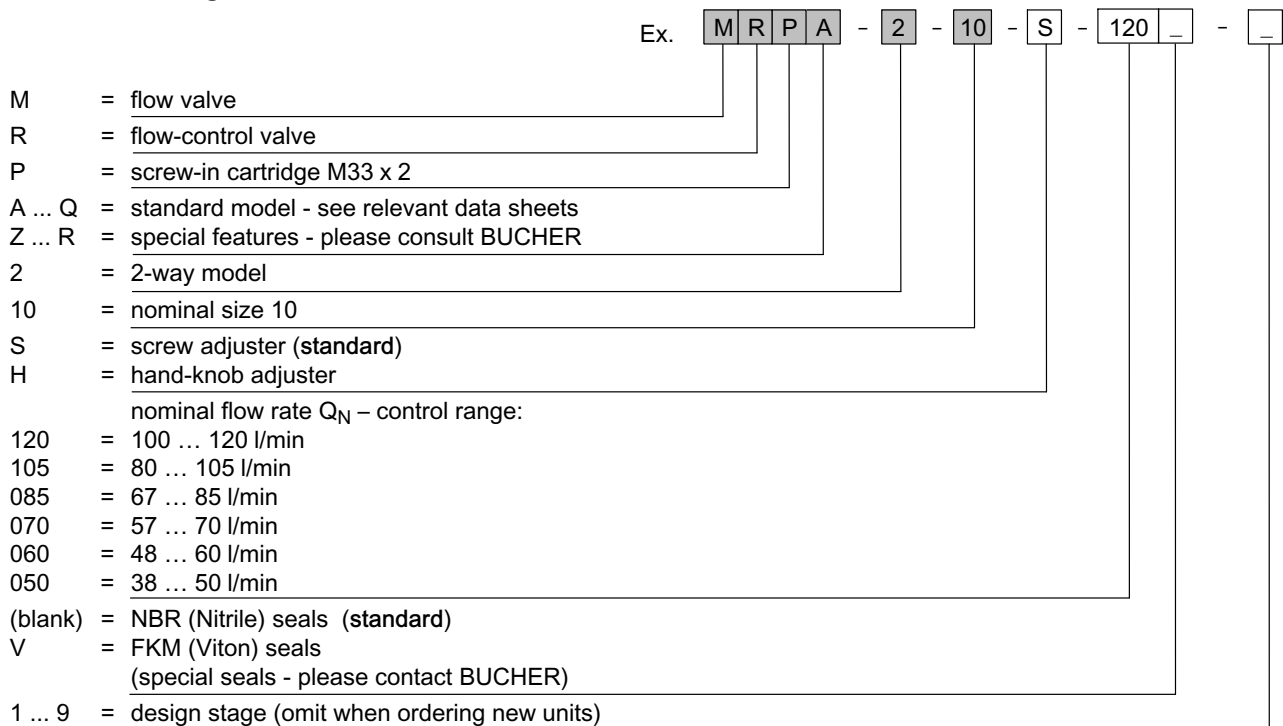 Ex. M R P A - 2 - 10 - S - 120 _ - _
M = flow valve
R = flow-control valve
P = screw-in cartridge M33 x 2
A ... Q = standard model - see relevant data sheets
Z ... R = special features - please consult BUCHER
2 = 2-way model
10 = nominal size 10
S = screw adjuster (standard)
H = hand-knob adjuster
nominal flow rate QN – control range:
120 = 100 … 120 l/min
105 = 80 … 105 l/min
085 = 67 … 85 l/min
070 = 57 … 70 l/min
060 = 48 … 60 l/min
050 = 38 … 50 l/min
(blank) = NBR (Nitrile) seals (standard)
V = FKM (Viton) seals
(special seals - please contact BUCHER)
1 ... 9 = design stage (omit when ordering new units)